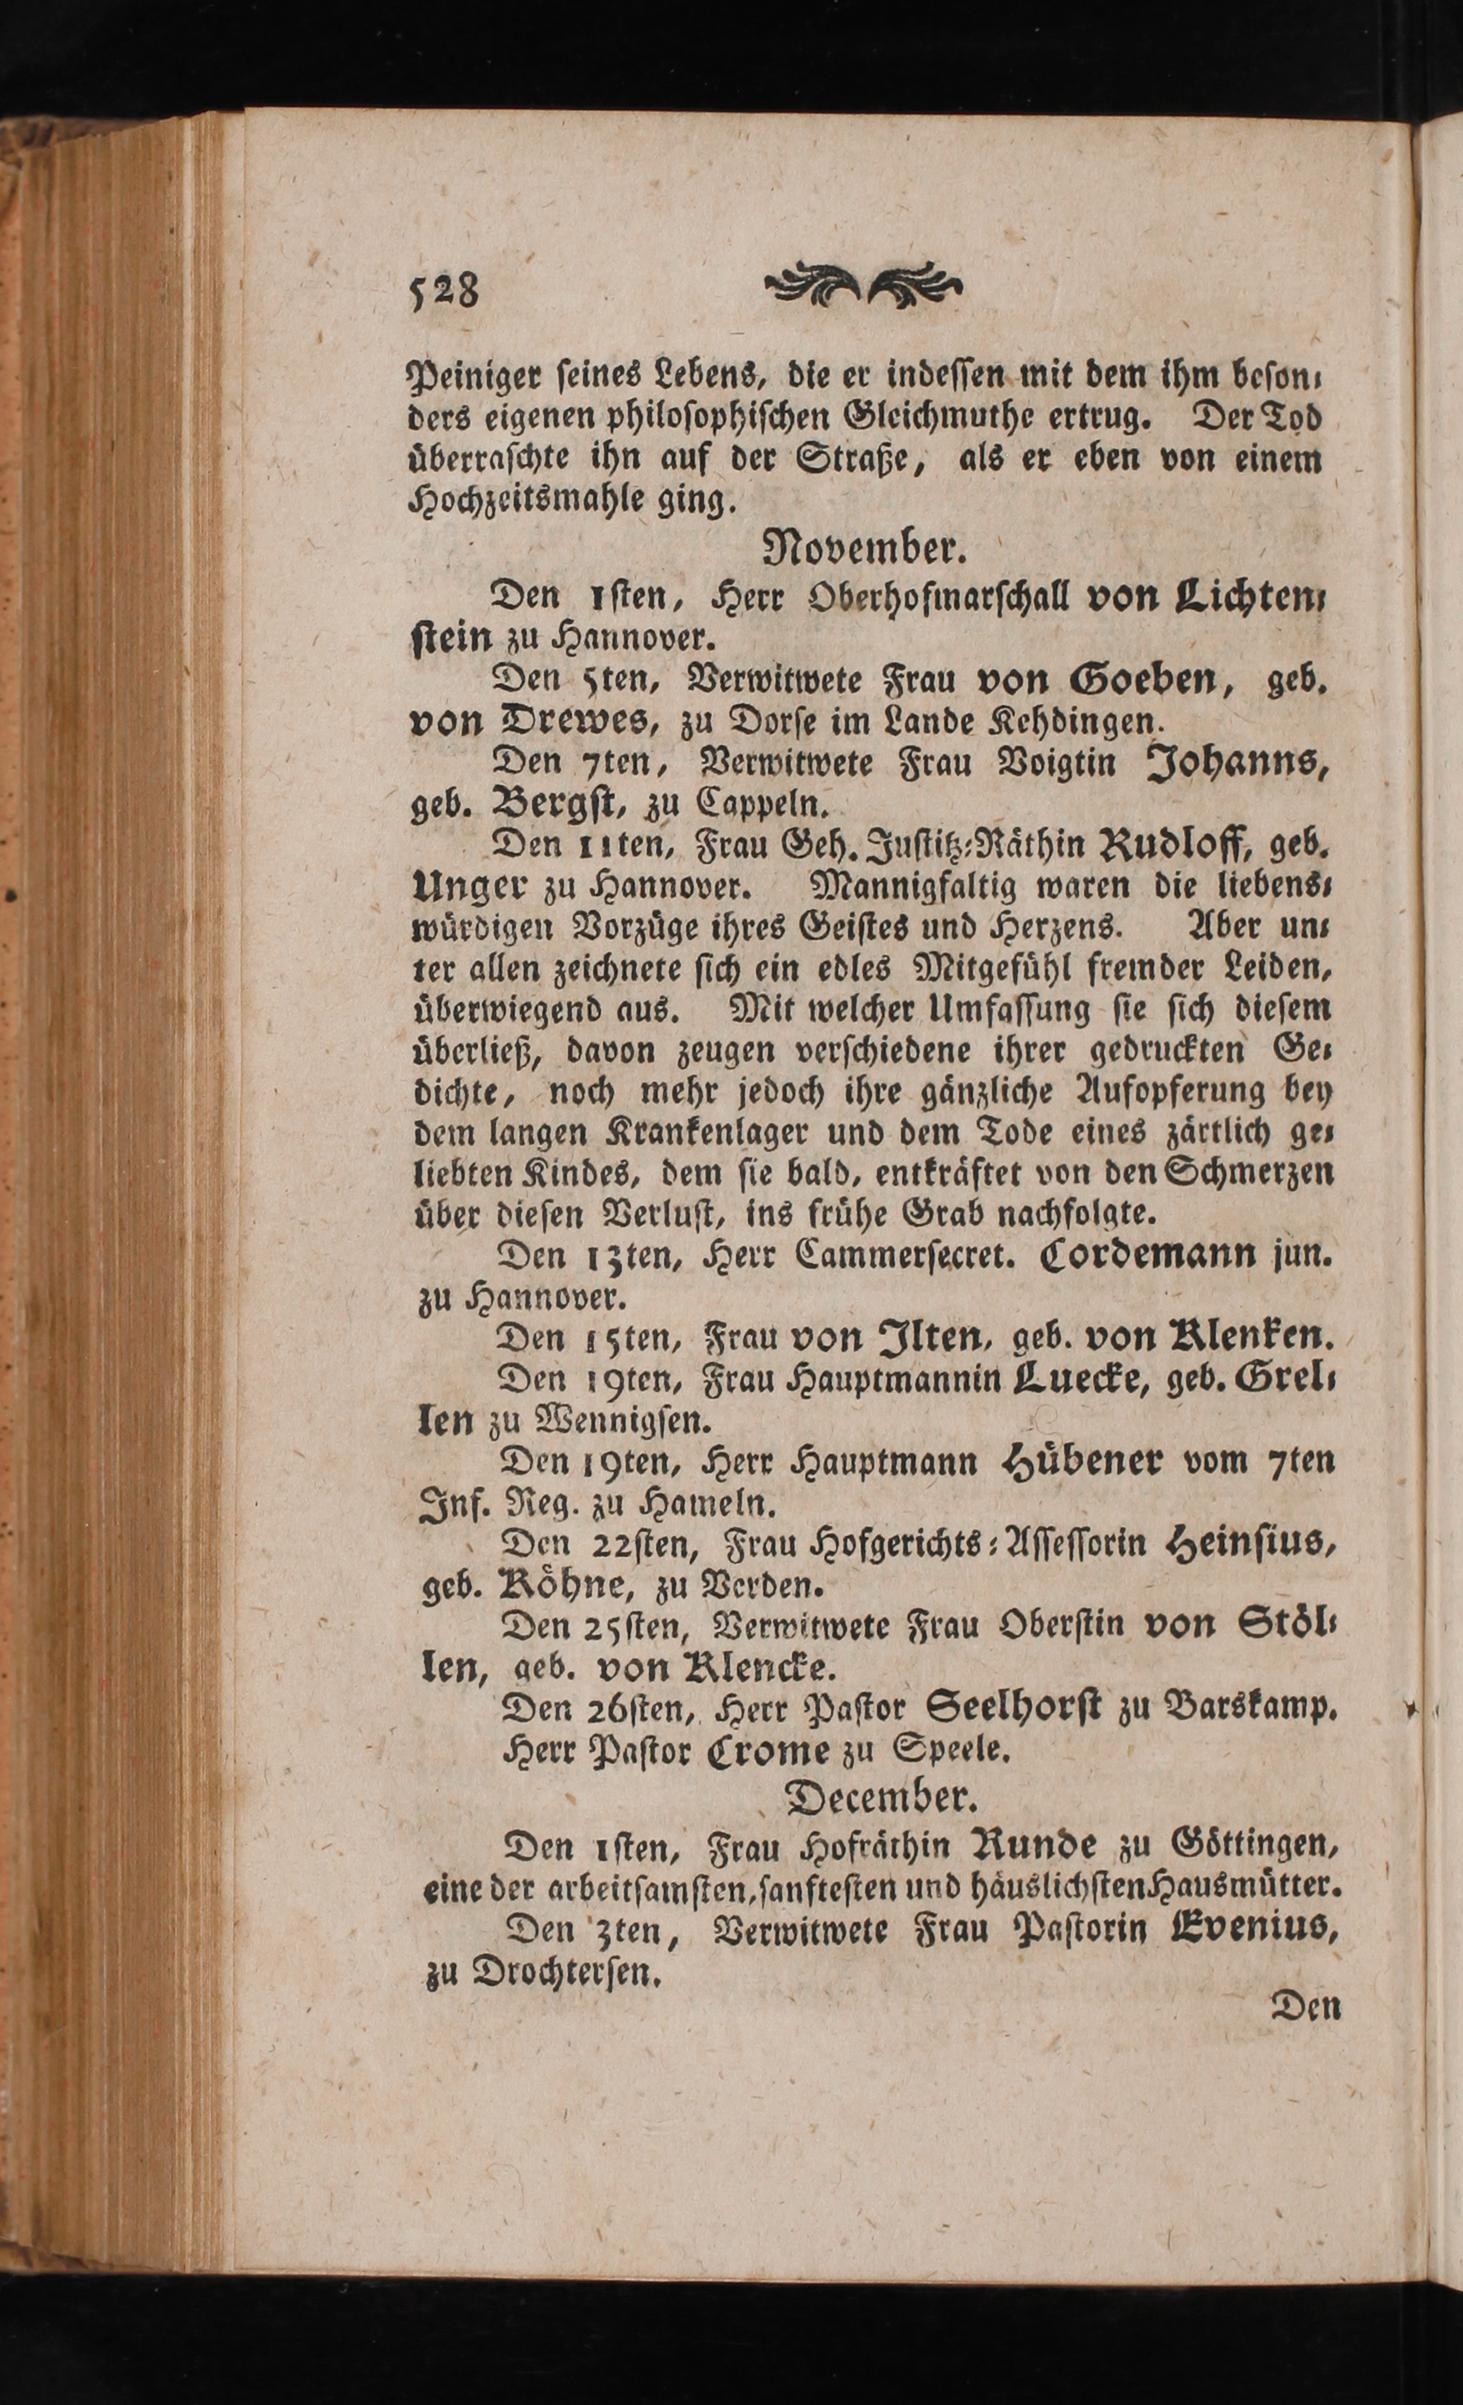 528
Peiniger ſeines Lebens, die er indeſſen mit dem ihm beſon⸗
ders eigenen philoſophiſchen Gleichmuthe ertrug. Der Tod
überraſchte ihn auf der Straße, als er eben von einem
Hochzeitsmahle ging.
November.
Den 1ſten, Herr Oberhofmarſchall von Lichten⸗
ſtein zu Hannover.
Den 5ten, Verwitwete Frau von Goeben, geb.
von Drewes, zu Dorſe im Lande Kehdingen.
Den 7ten, Verwitwete Frau Voigtin Johanns,
geb. Bergſt, zu Cappeln.
Den 11ten, Frau Geh. Juſtitz⸗Räthin Rudloff, geb.
Unger zu Hannover. Mannigfaltig waren die liebens⸗
würdigen Vorzüge ihres Geiſtes und Herzens. Aber un⸗
ter allen zeichnete ſich ein edles Mitgefühl fremder Leiden,
überwiegend aus. Mit welcher Umfaſſung ſie ſich dieſem
überließ, davon zeugen verſchiedene ihrer gedruckten Ge⸗
dichte, noch mehr jedoch ihre gänzliche Aufopferung bey
dem langen Krankenlager und dem Tode eines zärtlich ge⸗
liebten Kindes, dem ſie bald, entkräftet von den Schmerzen
über dieſen Verluſt, ins frühe Grab nachfolgte.
Den 13ten, Herr Cammerſecret. Cordemann jun.
zu Hannover.
Den 15ten, Frau von Ilten, geb. von Klenken.
Den 19ten, Frau Hauptmannin Luecke, geb. Grel⸗
len zu Wennigſen.
Den 19ten, Herr Hauptmann Hübener vom 7ten
Inf. Reg. zu Hameln.
Den 22ſten, Frau Hofgerichts⸗Aſſeſſorin Heinſius,
geb. Köhne, zu Verden.
Den 25ſten, Verwitwete Frau Oberſtin von Stöl⸗
len, geb. von Klencke.
Den 26ſten, Herr Paſtor Seelhorſt zu Barskamp.
Herr Paſtor Crome zu Speele.
December.
Den 1ſten, Frau Hofräthin Runde zu Göttingen,
eine der arbeitſamſten, ſanfteſten und häuslichſten Hausmütter.
Den 3ten, Verwitwete Frau Paſtorin Evenius,
zu Drochterſen.
Den